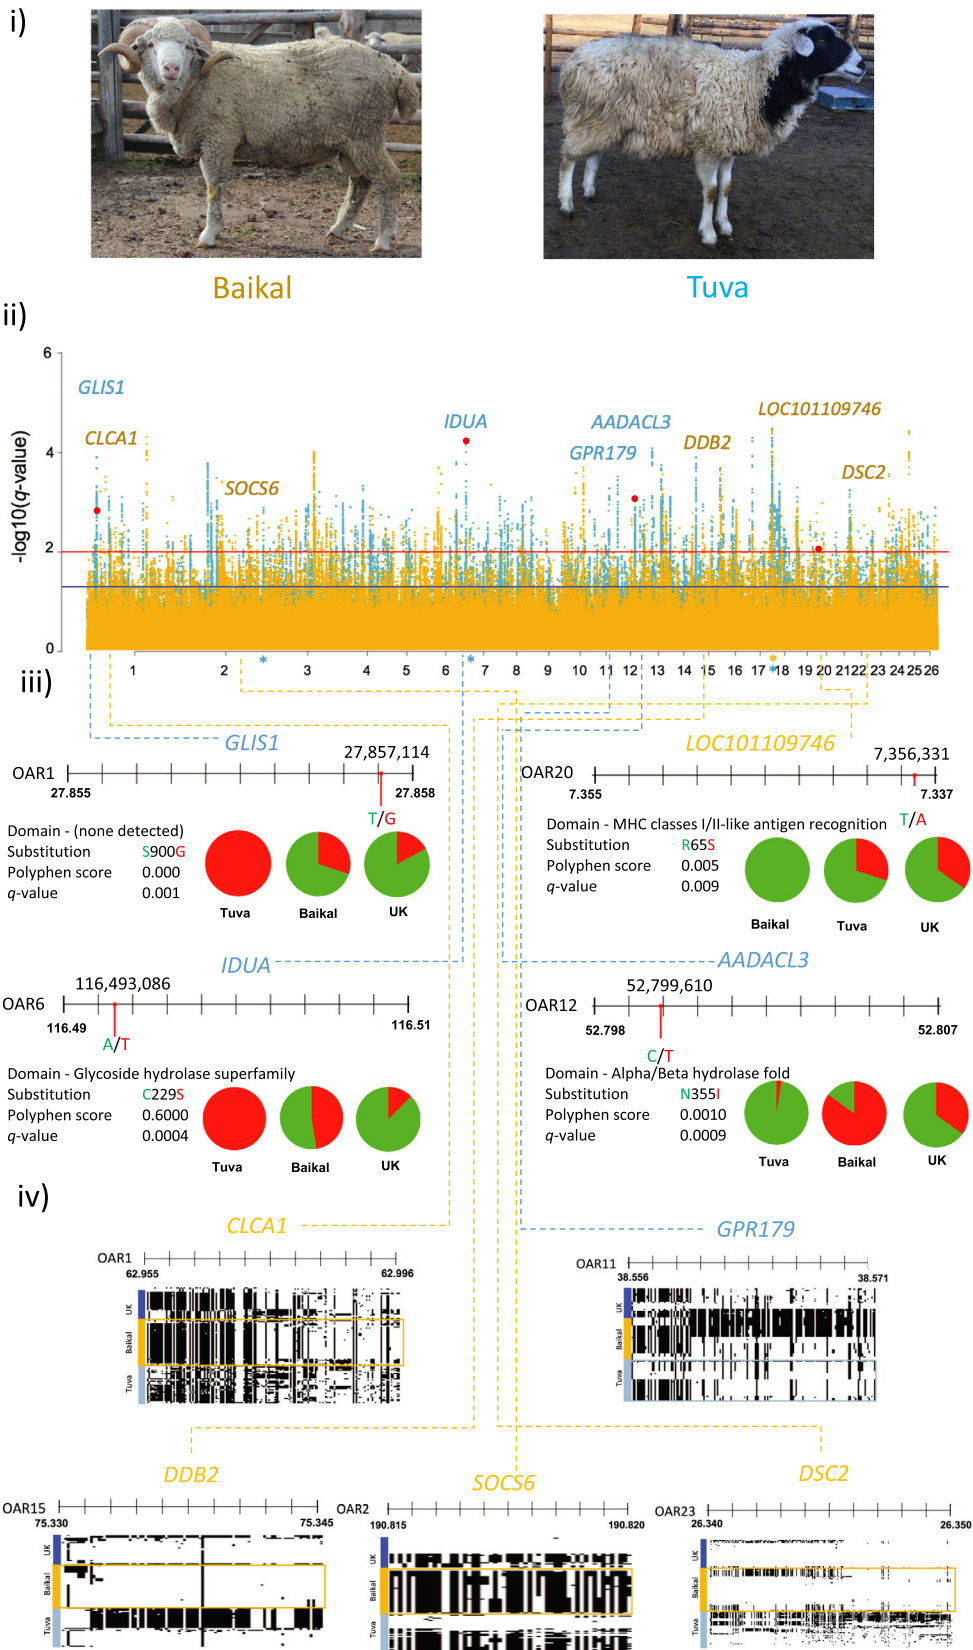 i)
Baikal
Tuva
ii)
6
4
2
0
-log10(q-value)
GLIS1
CLCA1
SOCS6
IDUA
AADACL3
GPR179
DDB2
LOC101109746
DSC2
1 2 3 4 5 6 7 8 9 10 11 12 13 14 15 16 17 18 19 20 21 22 23 24 25 26
* * * *
iii)
GLIS1
27,857,114
OAR1
27.855
27.858
T/G
Domain - (none detected)
Substitution S900G
Polyphen score 0.000
q-value 0.001
Tuva Baikal UK
LOC101109746
7,356,331
OAR20
7.355
7.337
T/A
Domain - MHC classes I/II-like antigen recognition
Substitution R65S
Polyphen score 0.005
q-value 0.009
Baikal Tuva UK
IDUA
116,493,086
OAR6
116.49
116.51
A/T
Domain - Glycoside hydrolase superfamily
Substitution C229S
Polyphen score 0.6000
q-value 0.0004
Tuva Baikal UK
AADACL3
52,799,610
OAR12
52.798
52.807
C/T
Domain - Alpha/Beta hydrolase fold
Substitution N355I
Polyphen score 0.0010
q-value 0.0009
Tuva Baikal UK
iv)
CLCA1
OAR1
62.955
62.996
UK
Baikal
Tuva
GPR179
OAR11
38.556
38.571
UK
Baikal
Tuva
DDB2
OAR15
75.330
75.345
UK
Baikal
Tuva
SOCS6
OAR2
190.815
190.820
UK
Baikal
Tuva
DSC2
OAR23
26.340
26.350
UK
Baikal
Tuva